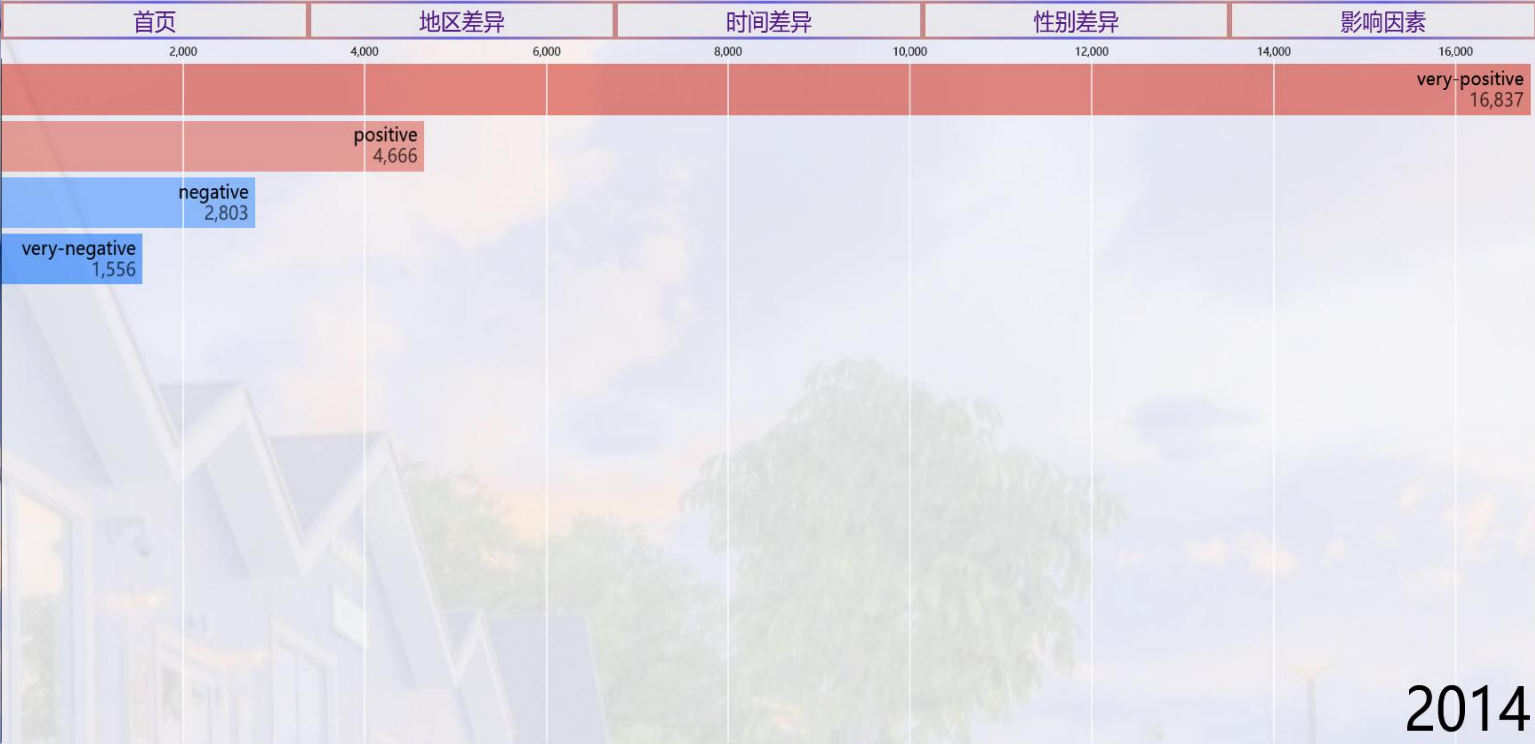 首页 地区差异 时间差异 性别差异 影响因素
2,000 4,000 6,000 8,000 10,000 12,000 14,000 16,000
very-positive
16,837
positive
4,666
negative
2,803
very-negative
1,556
2014